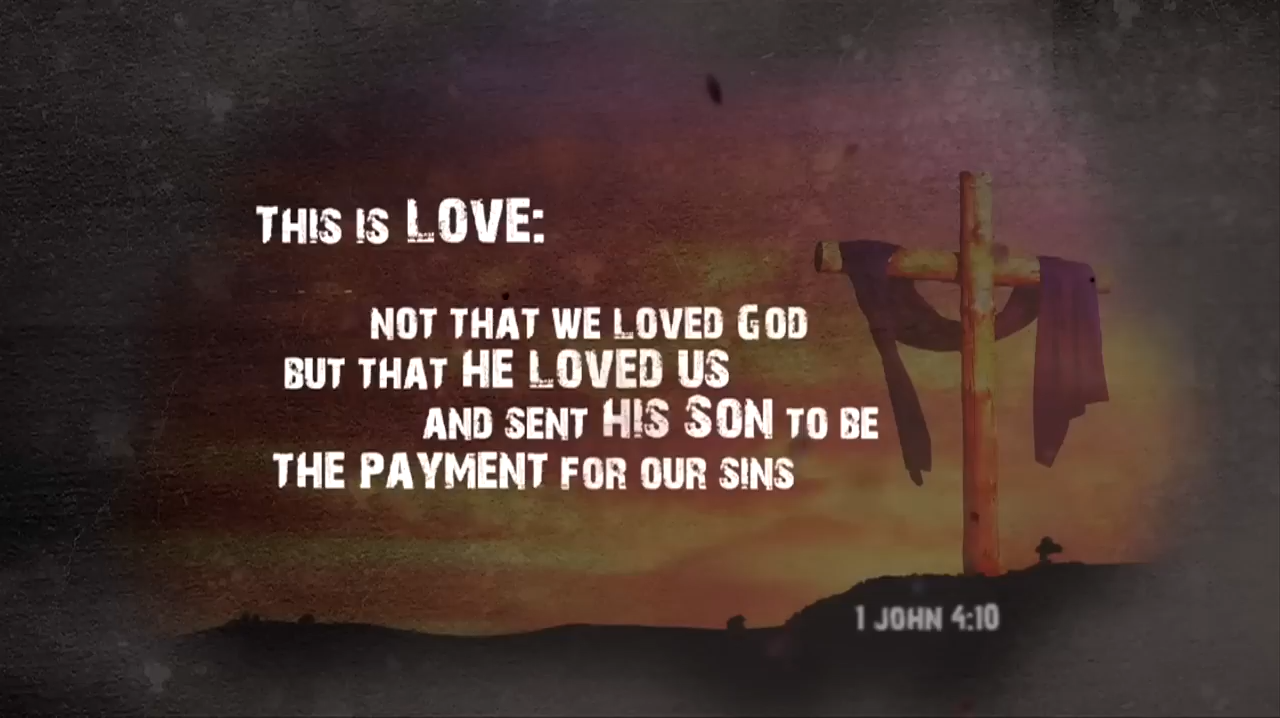 THIS IS LOVE:
NOT THAT WE LOVED GOD
BUT THAT HE LOVED US
AND SENT HIS SON TO BE
THE PAYMENT FOR OUR SINS
1 JOHN 4:10